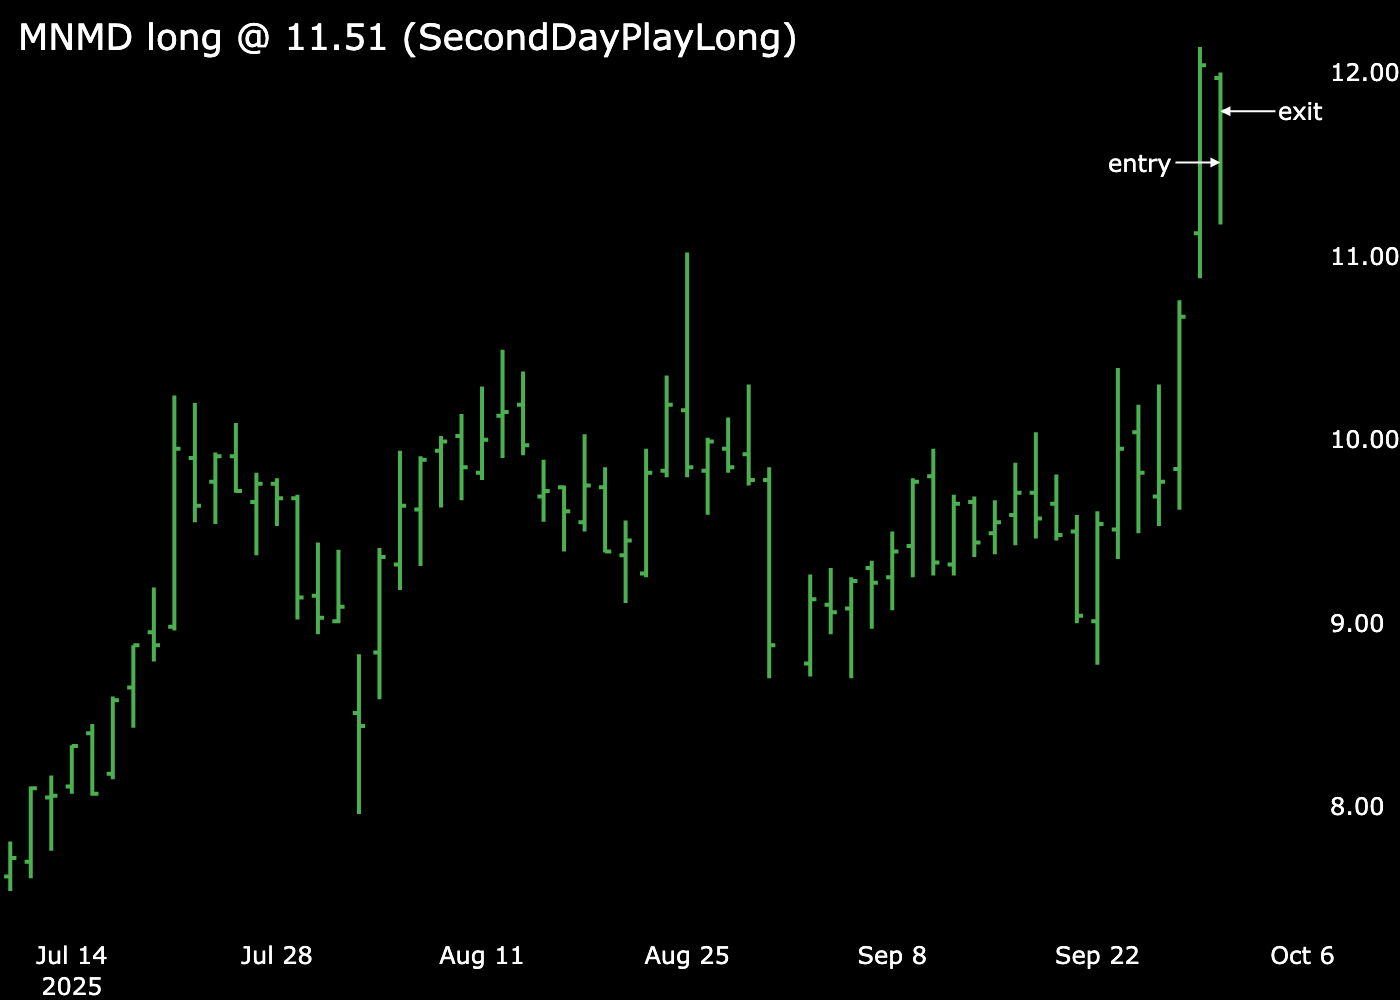 MNMD long @ 11.51 (SecondDayPlayLong)
12.00
exit
entry
11.00
10.00
9.00
8.00
Jul 14
2025
Jul 28
Aug 11
Aug 25
Sep 8
Sep 22
Oct 6